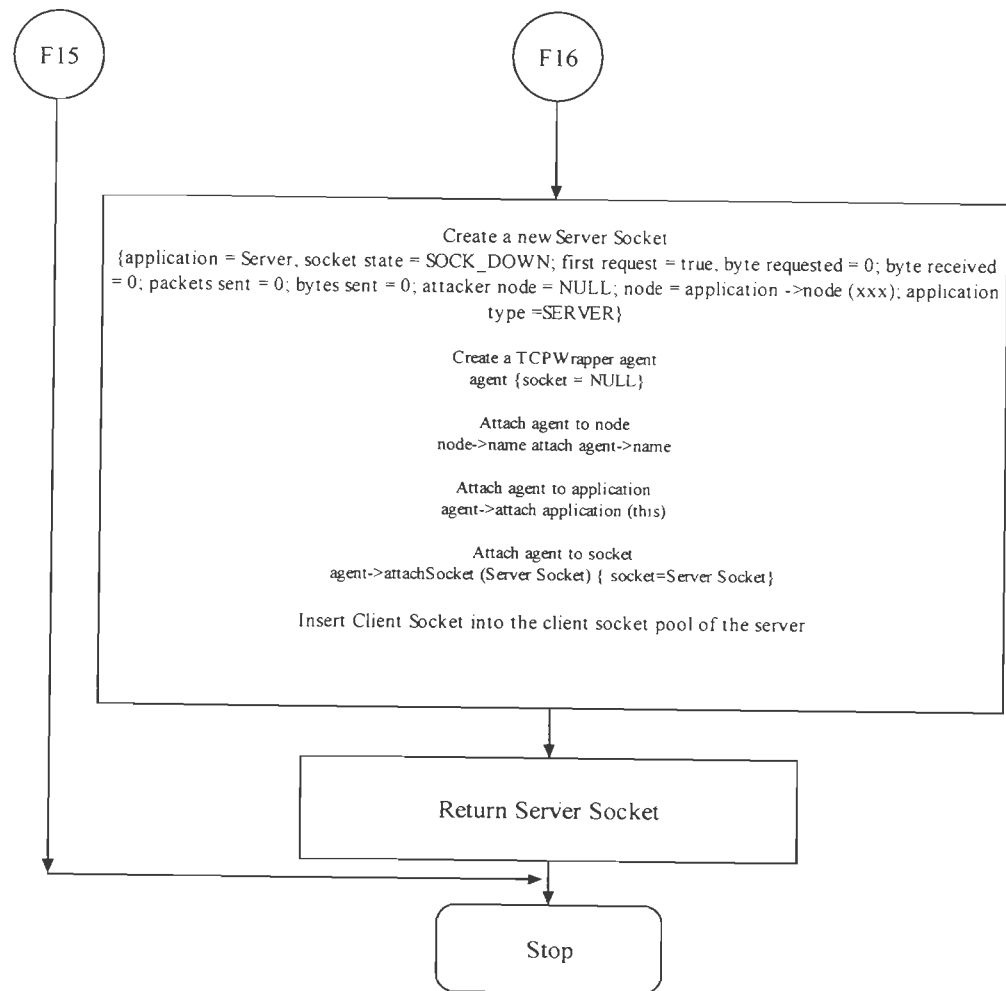 F15
F16
Create a new Server Socket
{application = Server, socket state = SOCK_DOWN; first request = true, byte requested = 0; byte received
= 0; packets sent = 0; bytes sent = 0; attacker node = NULL; node = application ->node (xxx); application
type =SERVER}
Create a TCPWrapper agent
agent {socket = NULL}
Attach agent to node
node->name attach agent->name
Attach agent to application
agent->attach application (this)
Attach agent to socket
agent->attachSocket (Server Socket) { socket=Server Socket}
Insert Client Socket into the client socket pool of the server
Return Server Socket
Stop